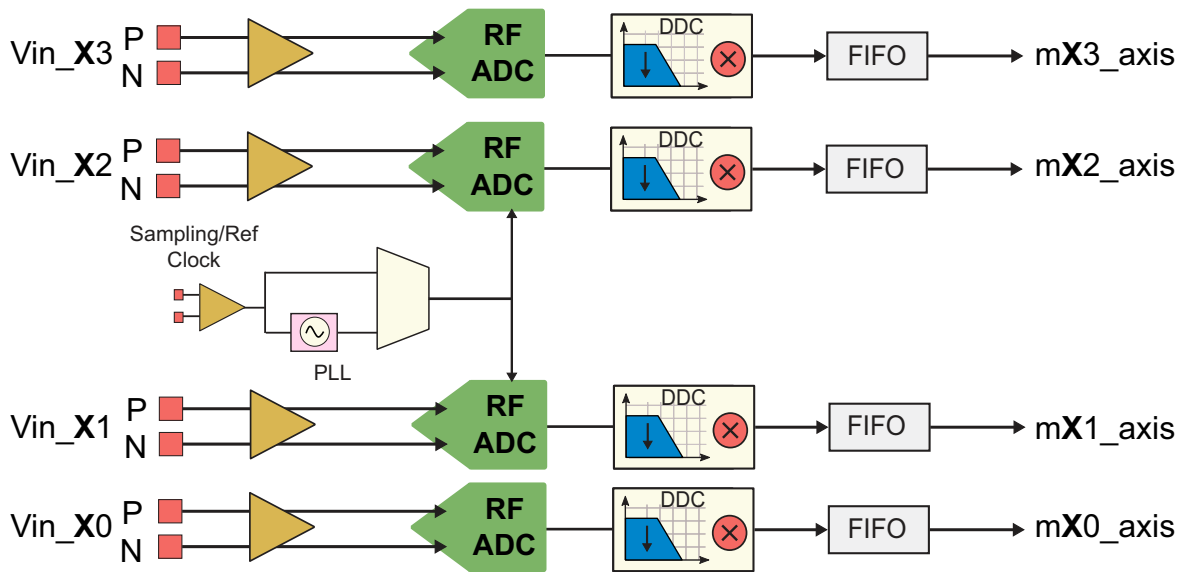 Vin_X3 P N RF ADC DDC FIFO mX3_axis
Vin_X2 P N RF ADC DDC FIFO mX2_axis
Sampling/Ref
Clock
PLL
Vin_X1 P N RF ADC DDC FIFO mX1_axis
Vin_X0 P N RF ADC DDC FIFO mX0_axis